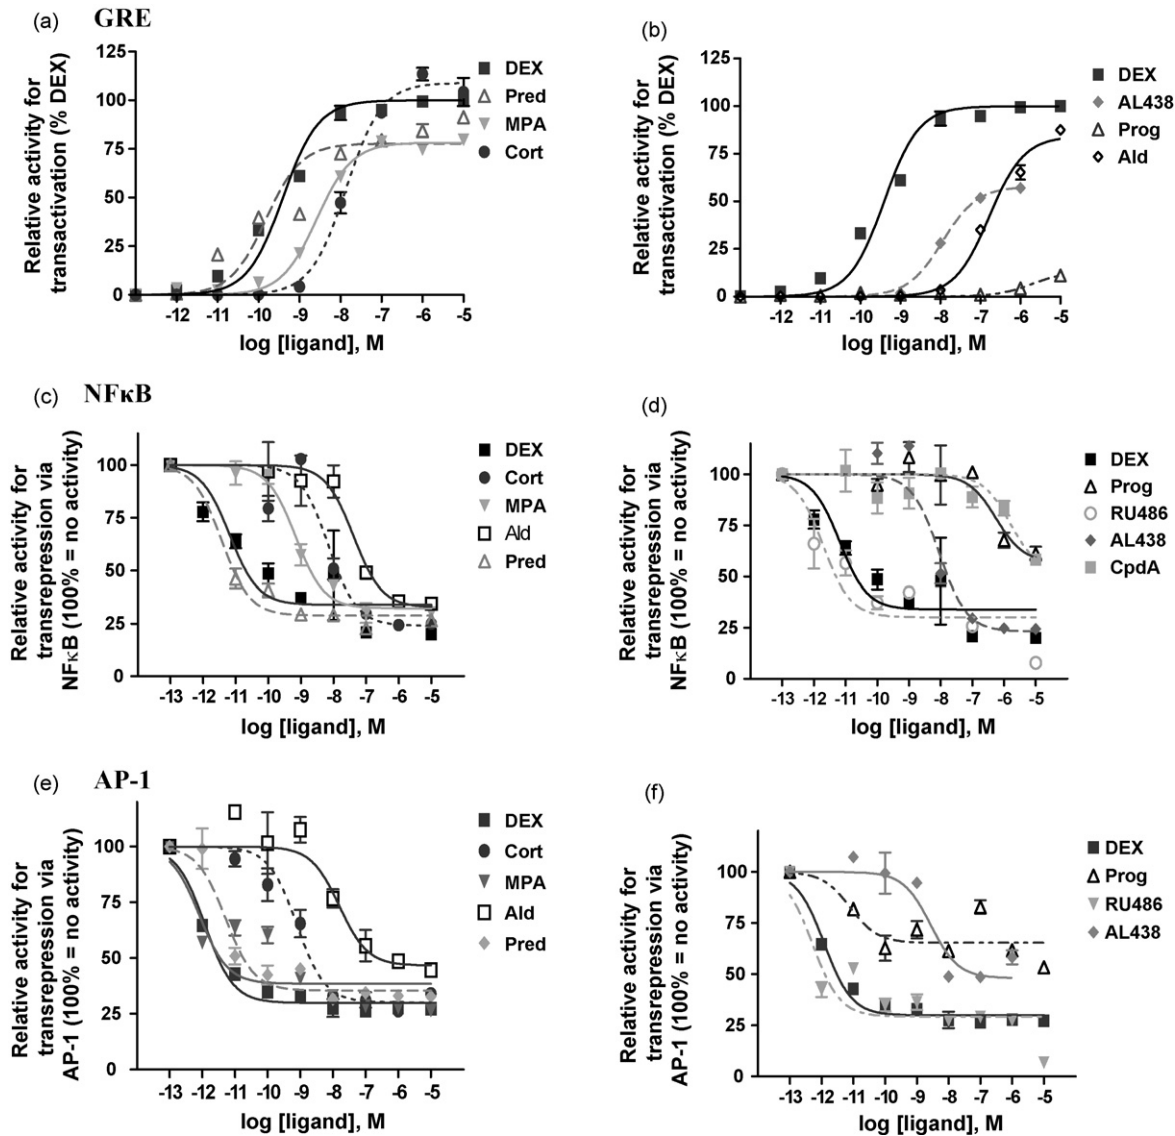 (a) GRE
Relative activity for
transactivation (% DEX)
125
100
75
50
25
0
-12 -11 -10 -9 -8 -7 -6 -5
log [ligand], M
DEX
Pred
MPA
Cort
(b)
Relative activity for
transactivation (% DEX)
125
100
75
50
25
0
-12 -11 -10 -9 -8 -7 -6 -5
log [ligand], M
DEX
AL438
Prog
Ald
(c) NFκB
Relative activity for
transrepression via
NFκB (100% = no activity)
100
75
50
25
0
-13 -12 -11 -10 -9 -8 -7 -6 -5
log [ligand], M
DEX
Cort
MPA
Ald
Pred
(d)
Relative activity for
transrepression via
NFκB (100% = no activity)
100
75
50
25
0
-13 -12 -11 -10 -9 -8 -7 -6 -5
log [ligand], M
DEX
Prog
RU486
AL438
CpdA
(e) AP-1
Relative activity for
transrepression via
AP-1 (100% = no activity)
100
75
50
25
0
-13 -12 -11 -10 -9 -8 -7 -6 -5
log [ligand], M
DEX
Cort
MPA
Ald
Pred
(f)
Relative activity for
transrepression via
AP-1 (100% = no activity)
100
75
50
25
0
-13 -12 -11 -10 -9 -8 -7 -6 -5
log [ligand], M
DEX
Prog
RU486
AL438